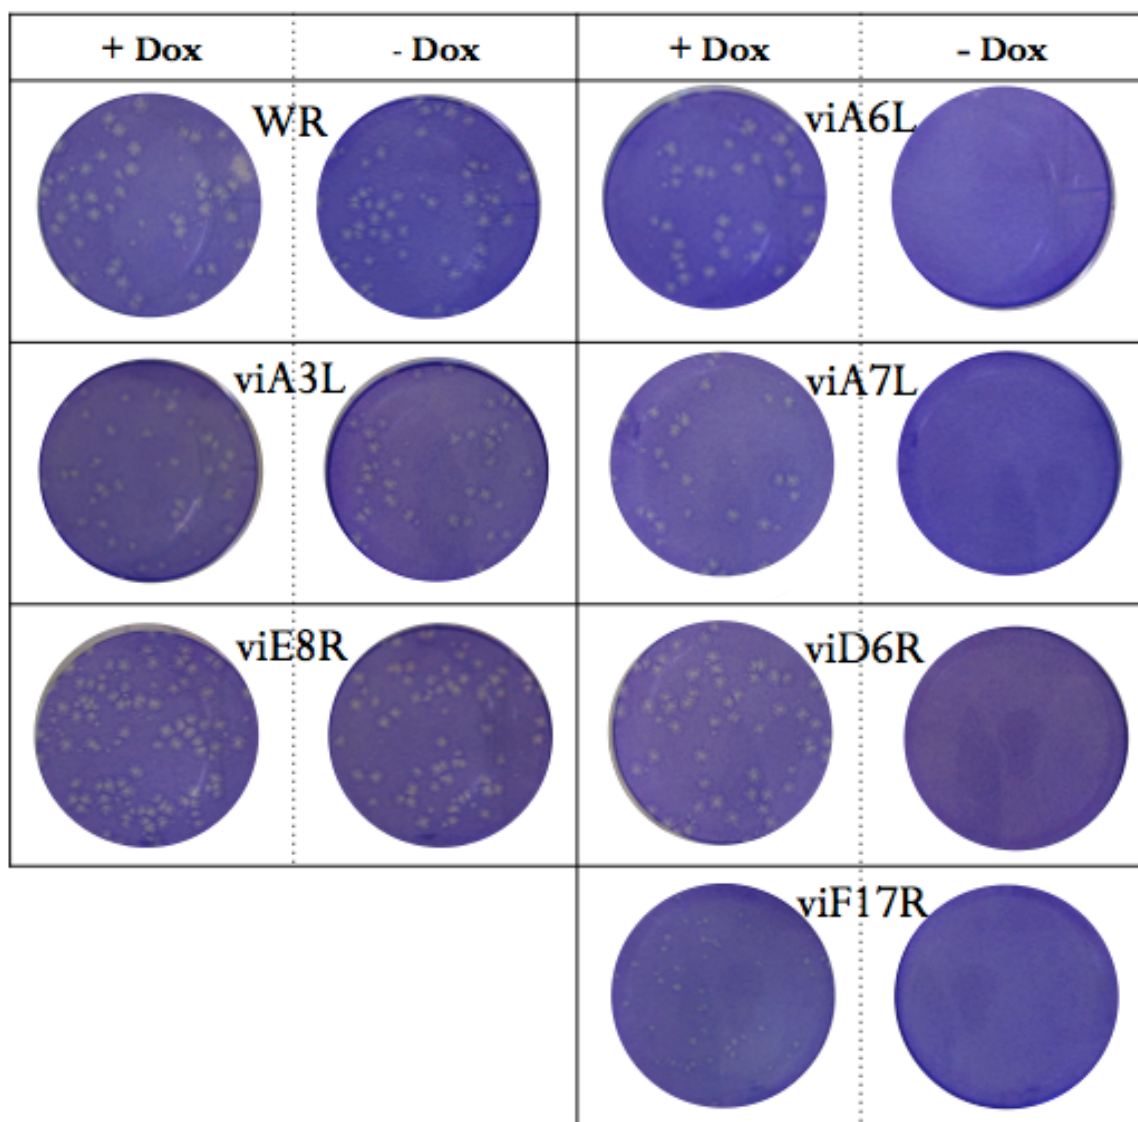 + Dox - Dox + Dox - Dox
WR viA6L
viA3L viA7L
viE8R viD6R
viF17R